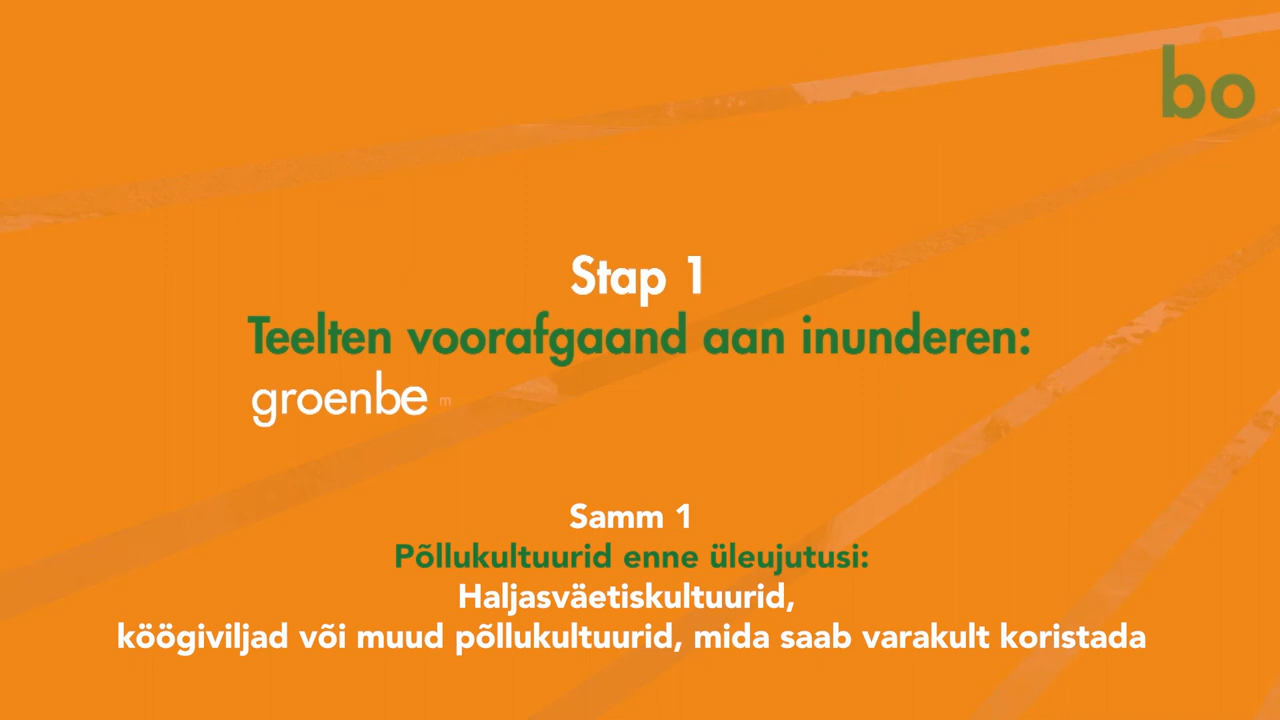 bo
Stap 1
Teelten voorafgaand aan inunderen:
groenbe m
Samm 1
Põllukultuurid enne üleujutusi:
Haljasväetiskultuurid,
köögiviljad või muud põllukultuurid, mida saab varakult koristada